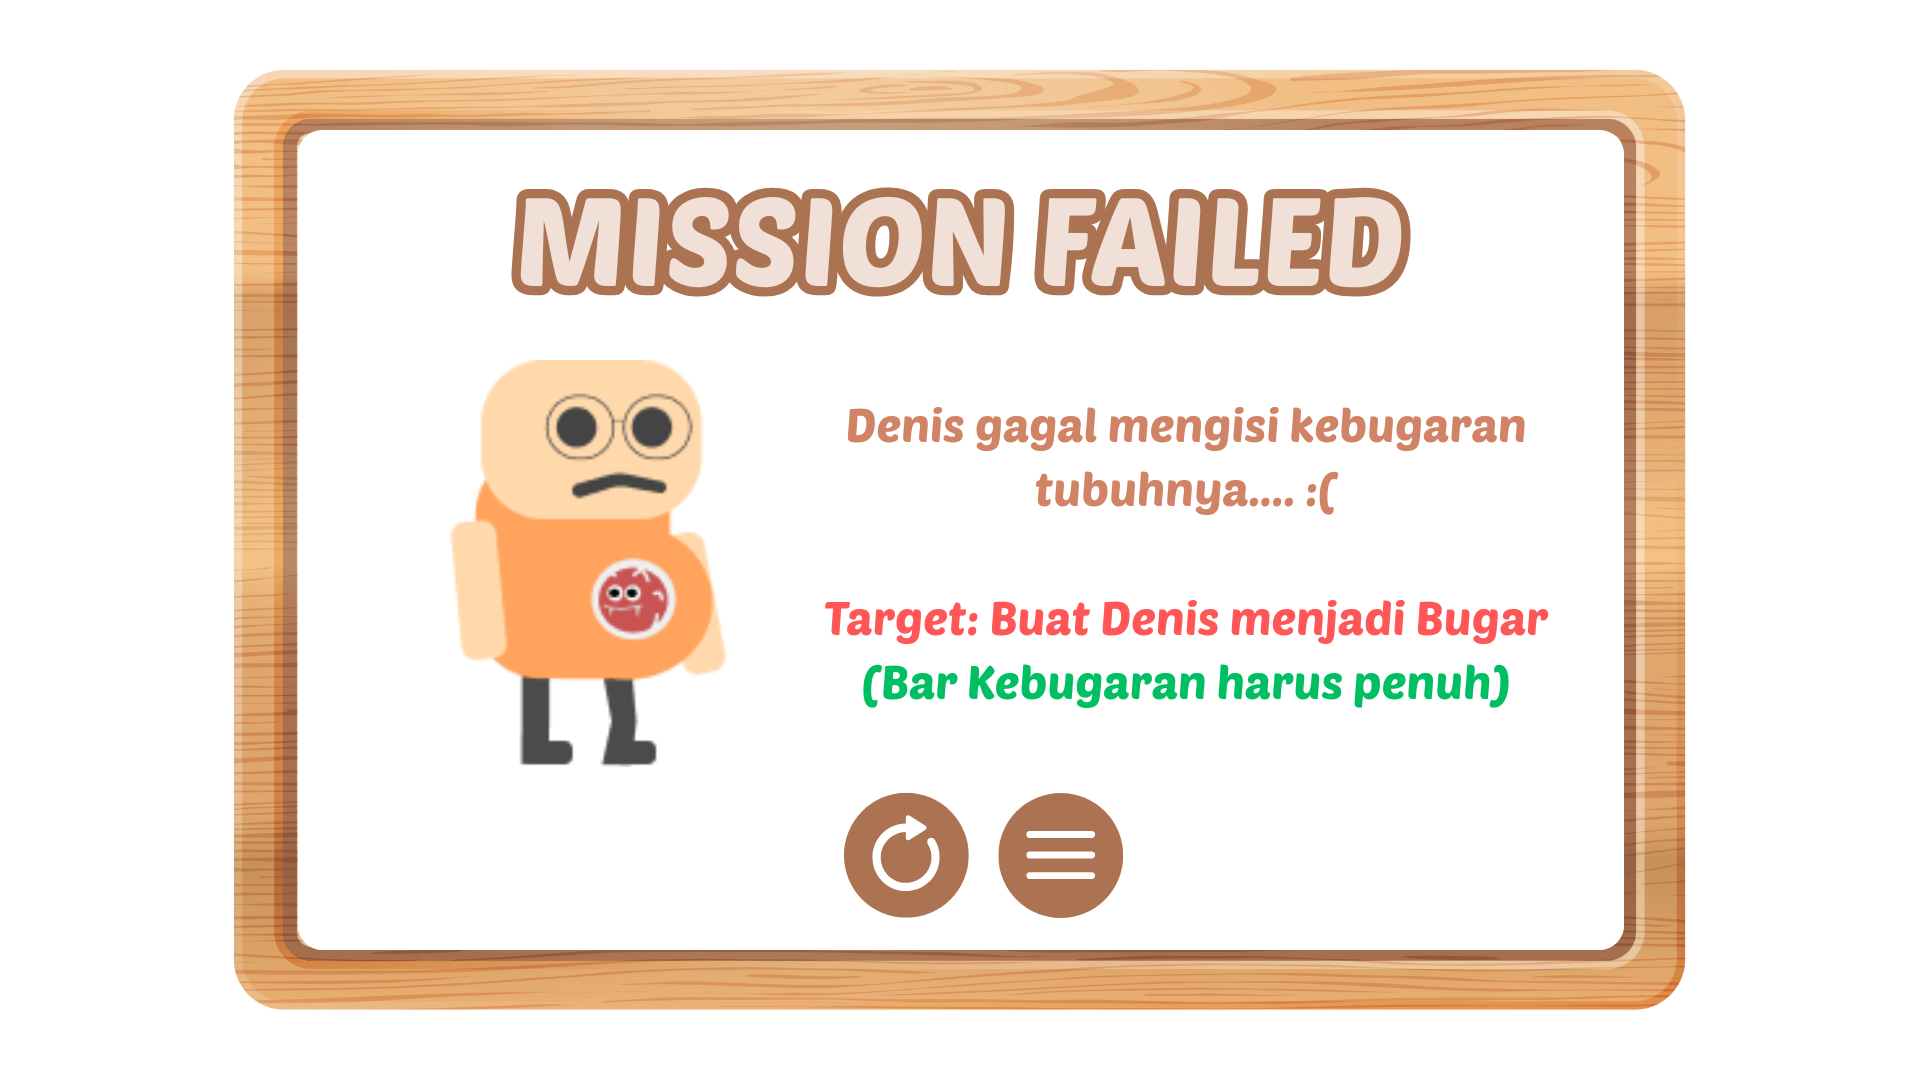 MISSION FAILED
Denis gagal mengisi kebugaran
tubuhnya.... :(
Target: Buat Denis menjadi Bugar
(Bar Kebugaran harus penuh)